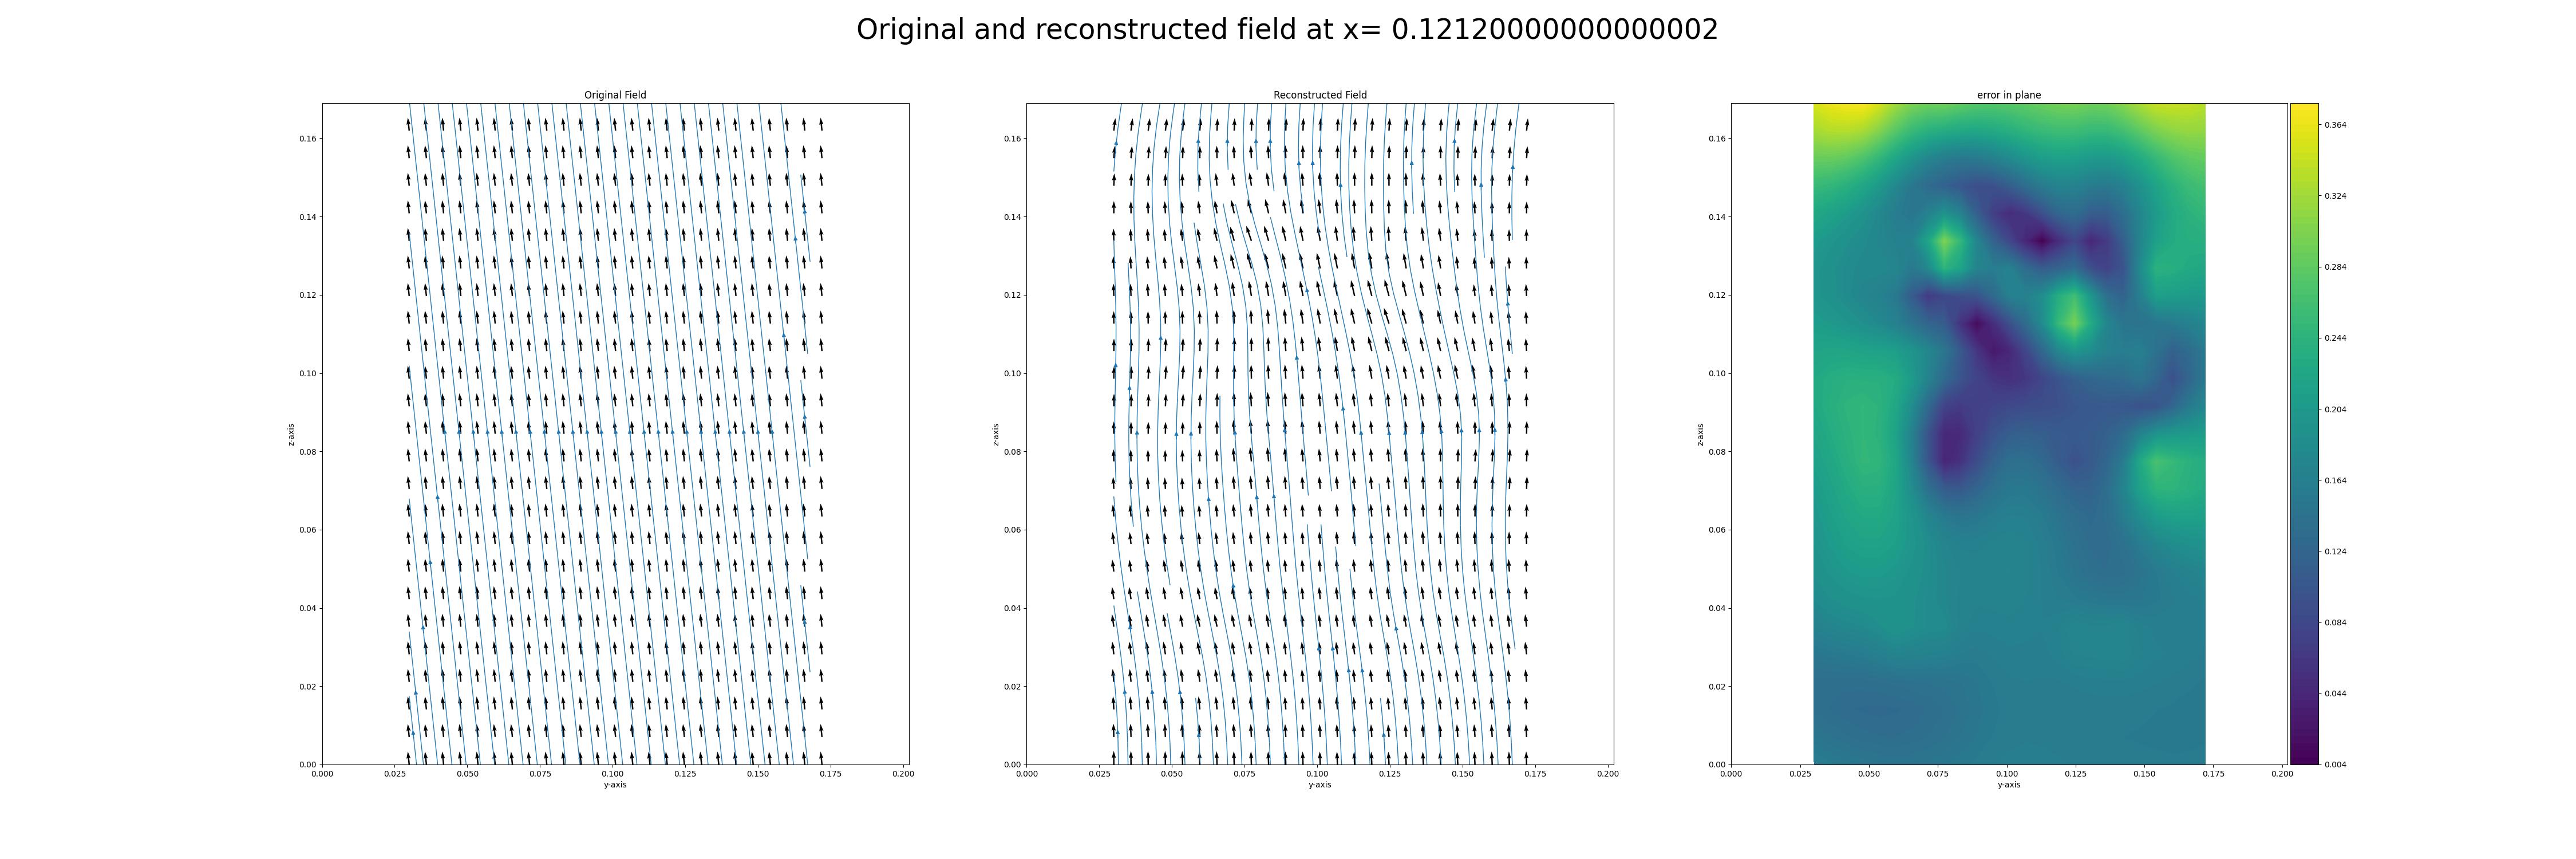 Original and reconstructed field at x= 0.12120000000000002
Original Field
0.16
0.14
0.12
0.10
0.08
0.06
0.04
0.02
0.00
z-axis
0.000 0.025 0.050 0.075 0.100 0.125 0.150 0.175 0.200
y-axis
Reconstructed Field
0.16
0.14
0.12
0.10
0.08
0.06
0.04
0.02
0.00
z-axis
0.000 0.025 0.050 0.075 0.100 0.125 0.150 0.175 0.200
y-axis
error in plane
0.16
0.14
0.12
0.10
0.08
0.06
0.04
0.02
0.00
z-axis
0.000 0.025 0.050 0.075 0.100 0.125 0.150 0.175 0.200
y-axis
0.364
0.324
0.284
0.244
0.204
0.164
0.124
0.084
0.044
0.004